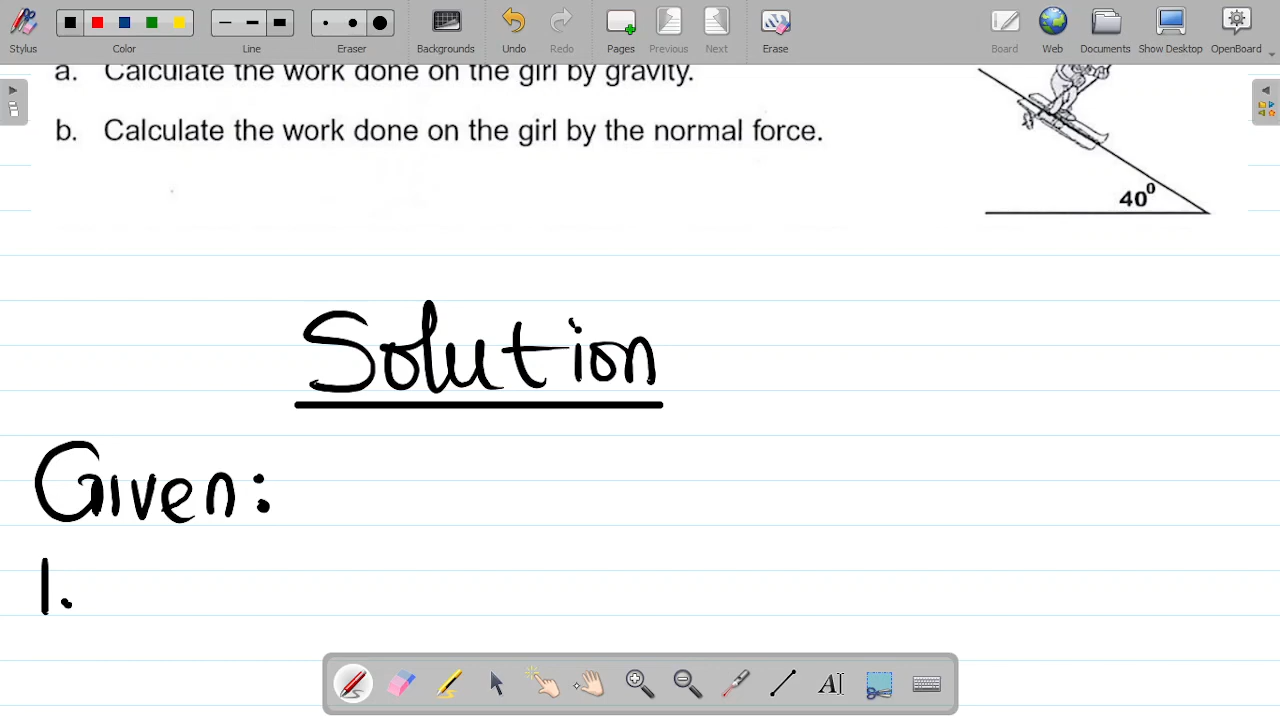 Stylus Color Line Eraser Backgrounds Undo Redo Pages Previous Next Erase Board Web Documents Show Desktop OpenBoard
a. Calculate the work done on the girl by gravity.
b. Calculate the work done on the girl by the normal force.
40⁰
Solution
Given:
1.